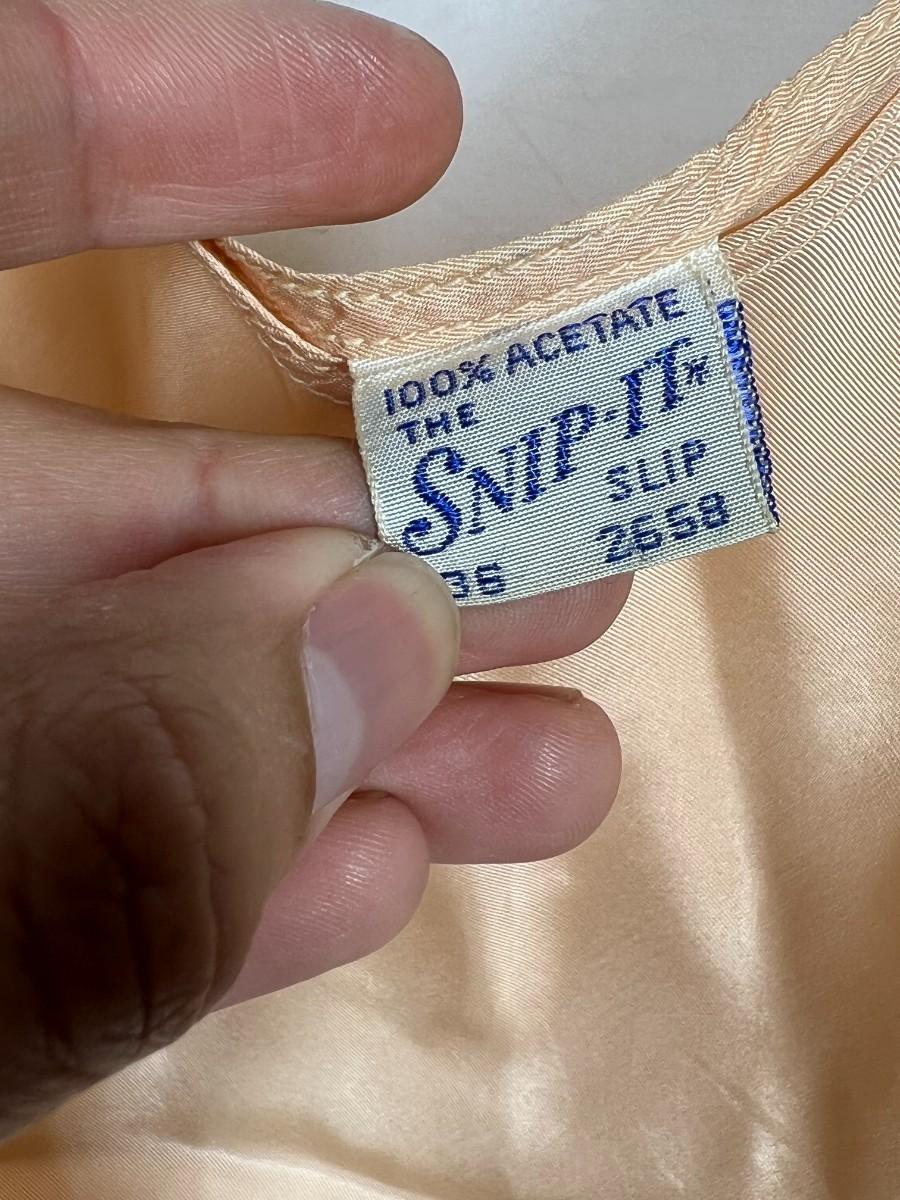 100% ACETATE
THE
SNIP-IT
SLIP
36 2658